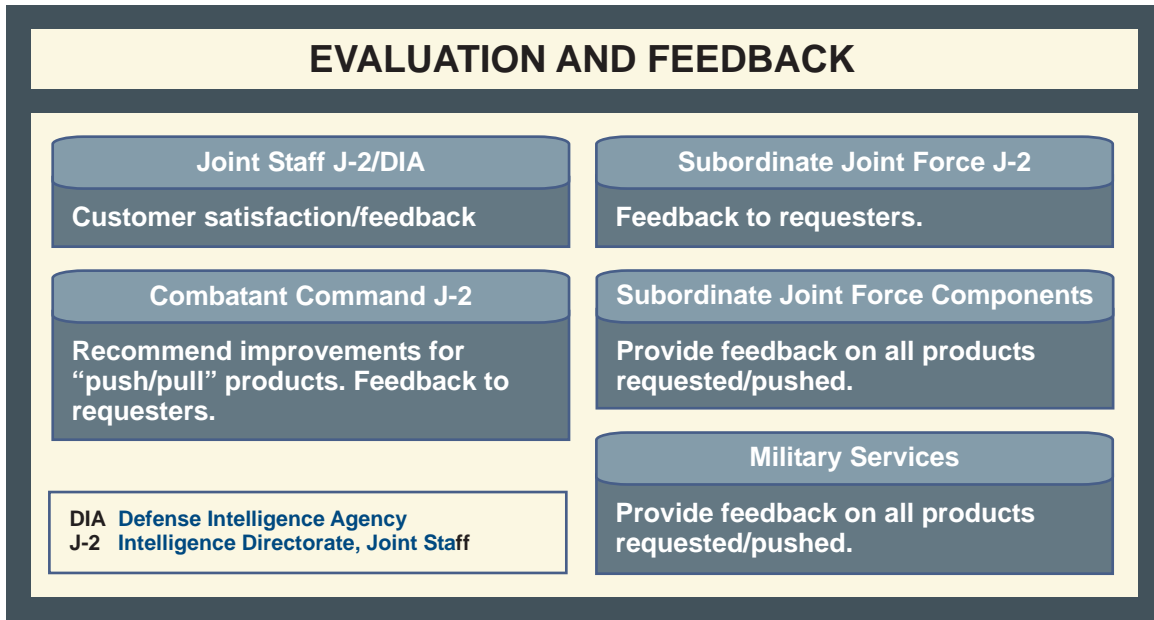 EVALUATION AND FEEDBACK
Joint Staff J-2/DIA
Customer satisfaction/feedback
Combatant Command J-2
Recommend improvements for
“push/pull” products. Feedback to
requesters.
DIA Defense Intelligence Agency
J-2 Intelligence Directorate, Joint Staff
Subordinate Joint Force J-2
Feedback to requesters.
Subordinate Joint Force Components
Provide feedback on all products
requested/pushed.
Military Services
Provide feedback on all products
requested/pushed.